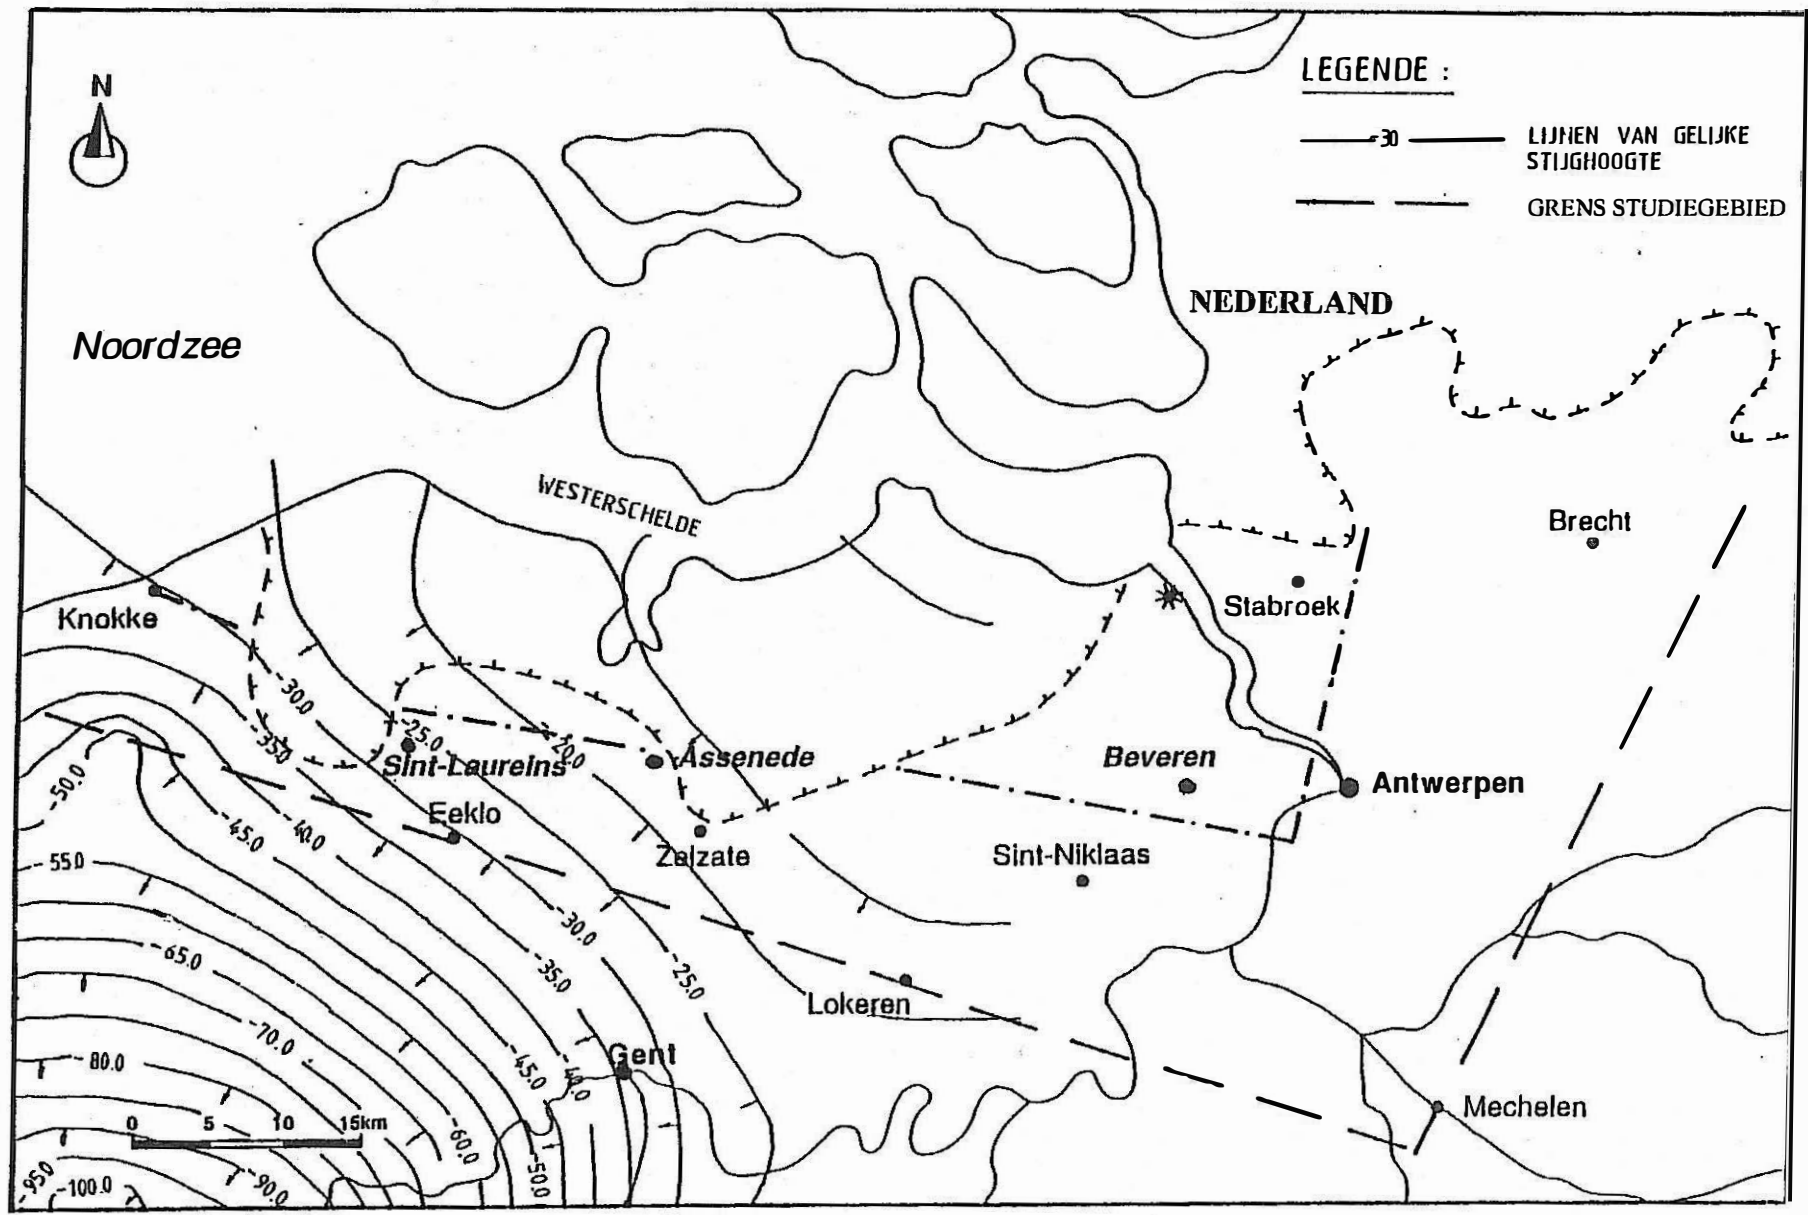 N
LEGENDE :
-30
LIJNEN VAN GELIJKE
STIJGHOOGTE
GRENS STUDIEGEBIED
NEDERLAND
Noordzee
WESTERSCHELDE
Brecht
Stabroek
Knokke
-30.0
-35.0
-25.0
-20.0
Sint-Laureins
Assenede
Beveren
Antwerpen
-50.0
Eeklo
-45.0
-40.0
Zelzate
Sint-Niklaas
-55.0
-30.0
-65.0
-35.0
-25.0
Lokeren
-70.0
Gent
-80.0
-45.0
-40.0
Mechelen
0 5 10 15km
-60.0
-50.0
-95.0
-100.0
-90.0